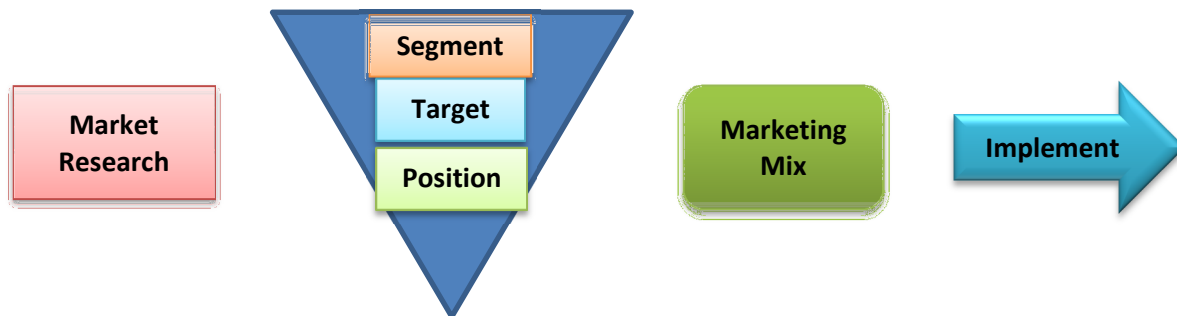 Market
Research
Segment
Target
Position
Marketing
Mix
Implement